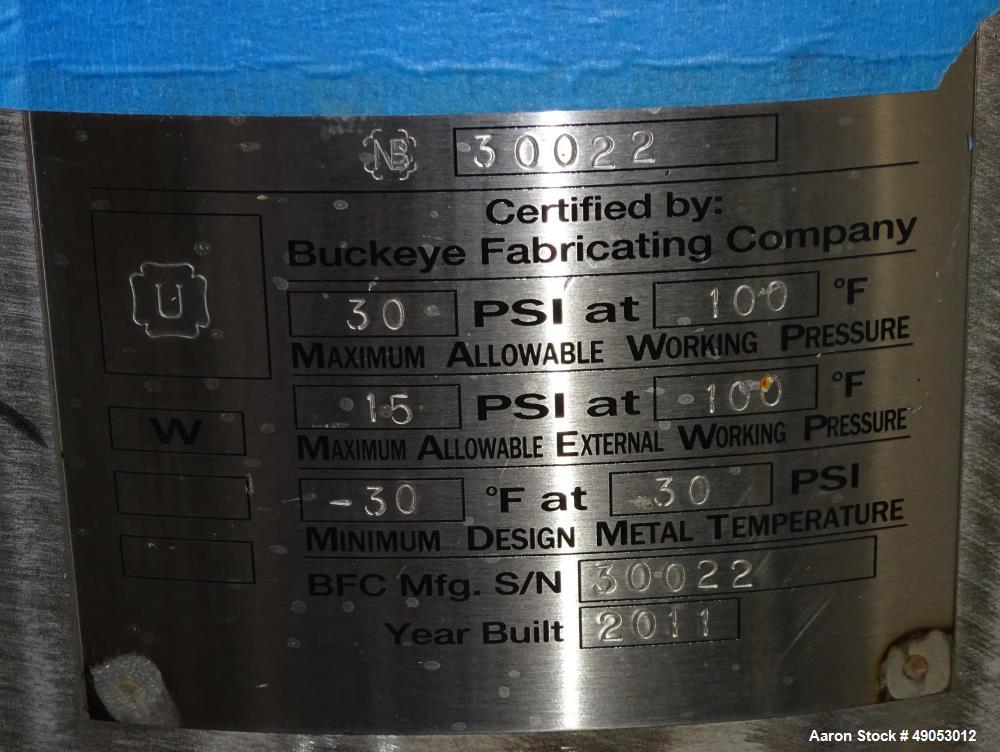 NB 30022
Certified by:
Buckeye Fabricating Company
U
30 PSI at 100 °F
MAXIMUM ALLOWABLE WORKING PRESSURE
15 PSI at 100 °F
MAXIMUM ALLOWABLE EXTERNAL WORKING PRESSURE
W
-30 °F at 30 PSI
MINIMUM DESIGN METAL TEMPERATURE
BFC Mfg. S/N 30022
Year Built 2011
Aaron Stock # 49053012